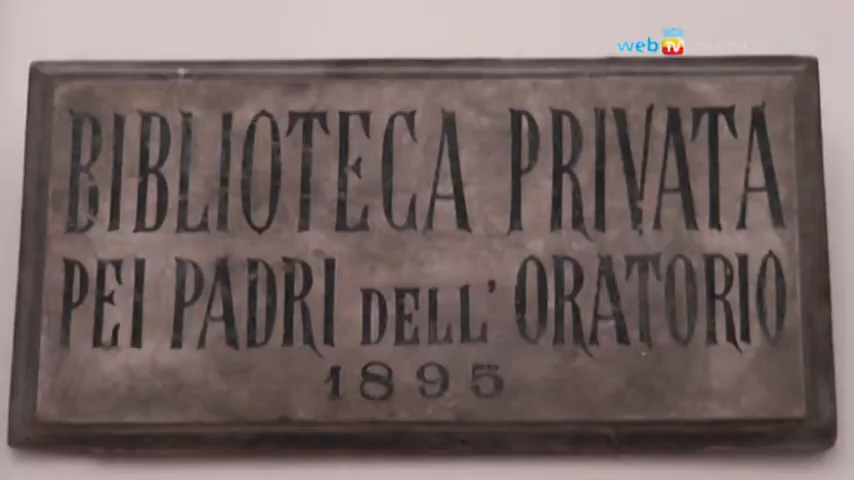 web tv
BIBLIOTECA PRIVATA
PEI PADRI DELL' ORATORIO
1895